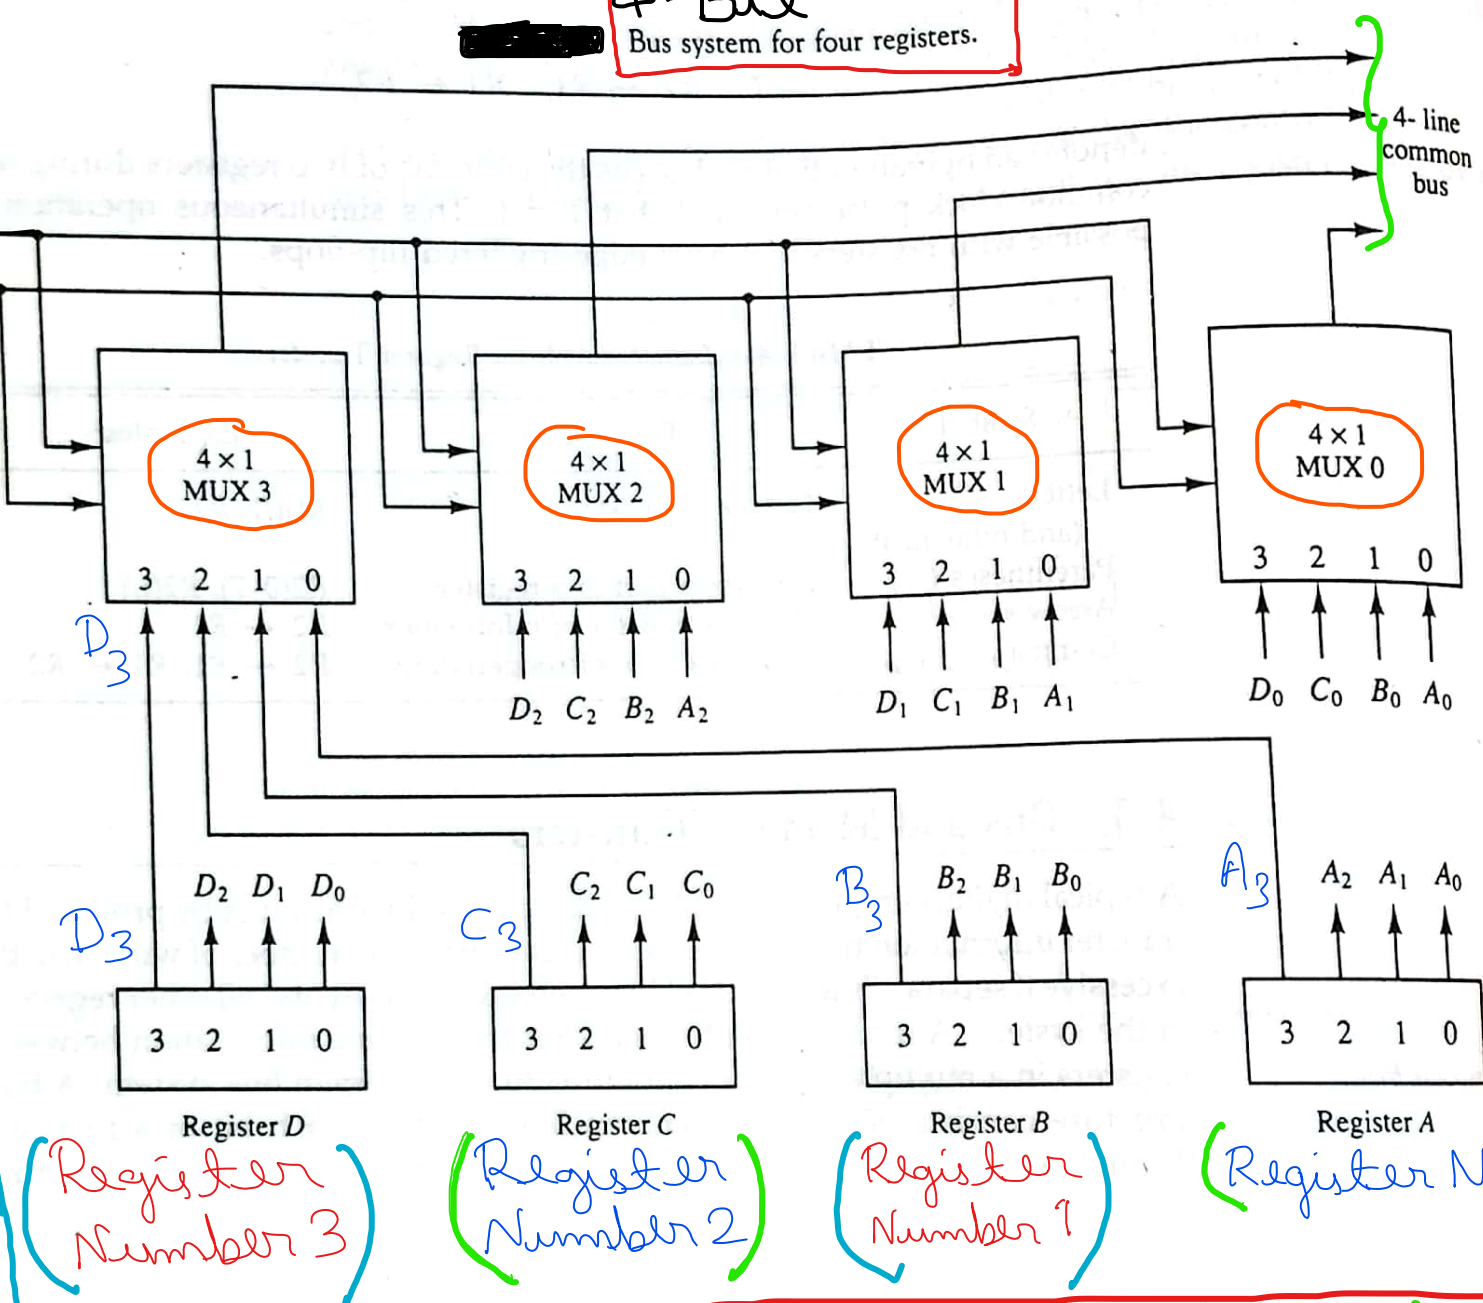 Bus system for four registers.
4- line
common
bus
4 × 1
MUX 3
4 × 1
MUX 2
4 × 1
MUX 1
4 × 1
MUX 0
3 2 1 0
3 2 1 0
3 2 1 0
3 2 1 0
D3
D2 C2 B2 A2
D1 C1 B1 A1
D0 C0 B0 A0
D2 D1 D0
C2 C1 C0
B2 B1 B0
A2 A1 A0
D3
C3
B3
A3
3 2 1 0
3 2 1 0
3 2 1 0
3 2 1 0
Register D
Register C
Register B
Register A
(Register
Number 3)
(Register
Number 2)
(Register
Number 1)
(Register N